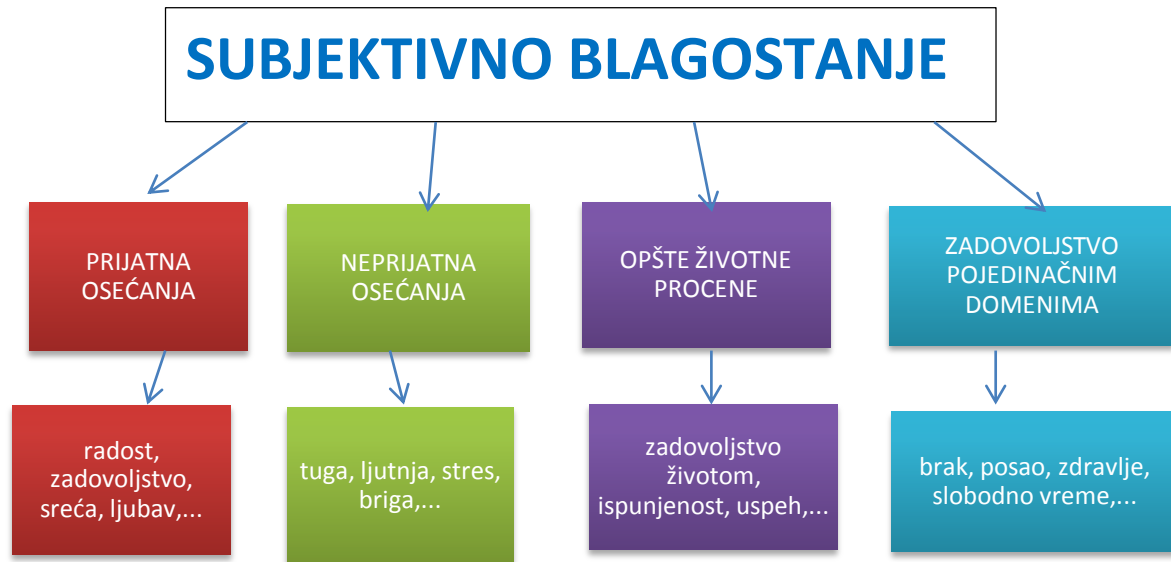 SUBJEKTIVNO BLAGOSTANJE
PRIJATNA
OSEĆANJA
NEPRIJATNA
OSEĆANJA
OPŠTE ŽIVOTNE
PROCENE
ZADOVOLJSTVO
POJEDINAČNIM
DOMENIMA
radost,
zadovoljstvo,
sreća, ljubav,...
tuga, ljutnja, stres,
briga,...
zadovoljstvo
životom,
ispunjenost, uspeh,...
brak, posao, zdravlje,
slobodno vreme,...